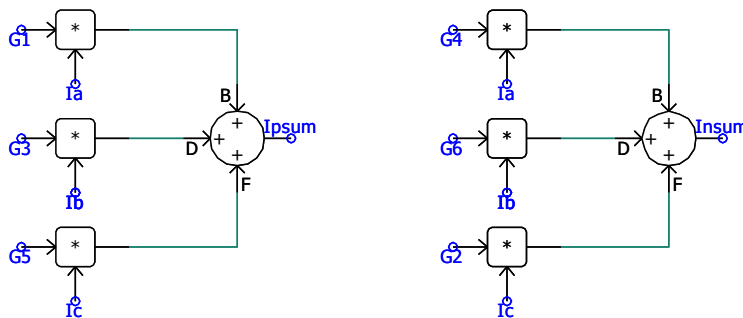 G1 * Ia
B
G3 * Ib
D + + + Ipsum
F
G5 * Ic
G4 * Ia
B
G6 * Ib
D + + + Insum
F
G2 * Ic